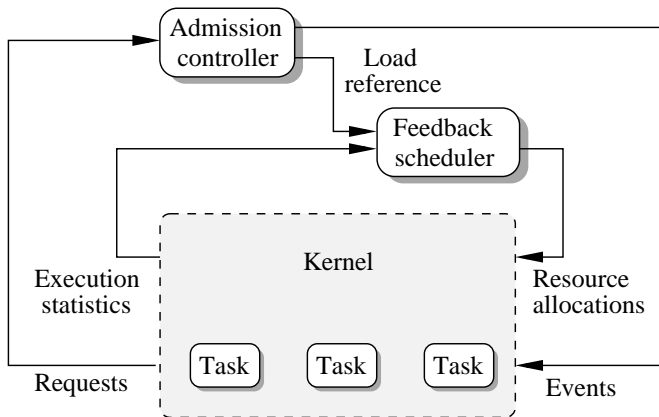 Admission
controller
Load
reference
Feedback
scheduler
Kernel
Execution
statistics
Resource
allocations
Task
Task
Task
Requests
Events